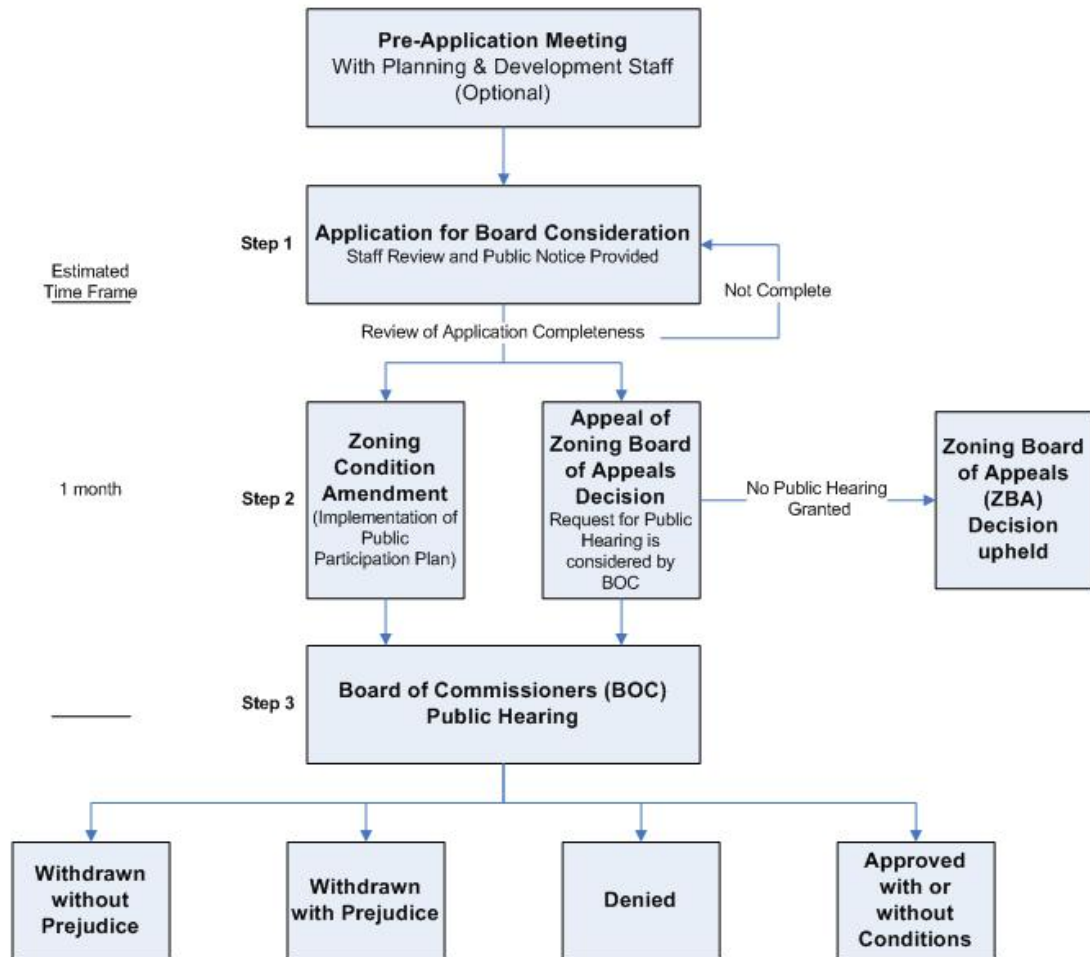 Pre-Application Meeting
With Planning & Development Staff
(Optional)
Step 1
Application for Board Consideration
Staff Review and Public Notice Provided
Estimated
Time Frame
Not Complete
Review of Application Completeness
1 month
Step 2
Zoning
Condition
Amendment
(Implementation of
Public
Participation Plan)
Appeal of
Zoning Board
of Appeals
Decision
Request for Public
Hearing is
considered by
BOC
No Public Hearing
Granted
Zoning Board
of Appeals
(ZBA)
Decision
upheld
Step 3
Board of Commissioners (BOC)
Public Hearing
Withdrawn
without
Prejudice
Withdrawn
with Prejudice
Denied
Approved
with or
without
Conditions